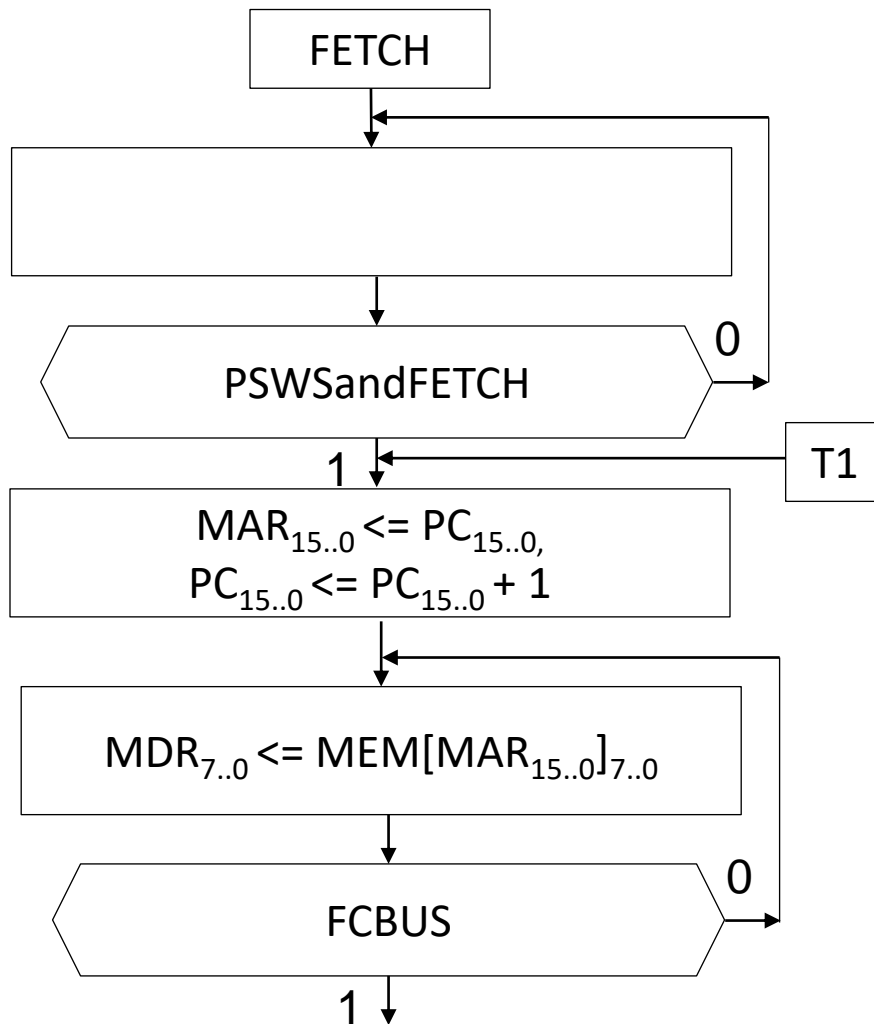 FETCH
0
PSWSandFETCH
1
T1
MAR15..0 <= PC15..0,
PC15..0 <= PC15..0 + 1
MDR7..0 <= MEM[MAR15..0]7..0
0
FCBUS
1